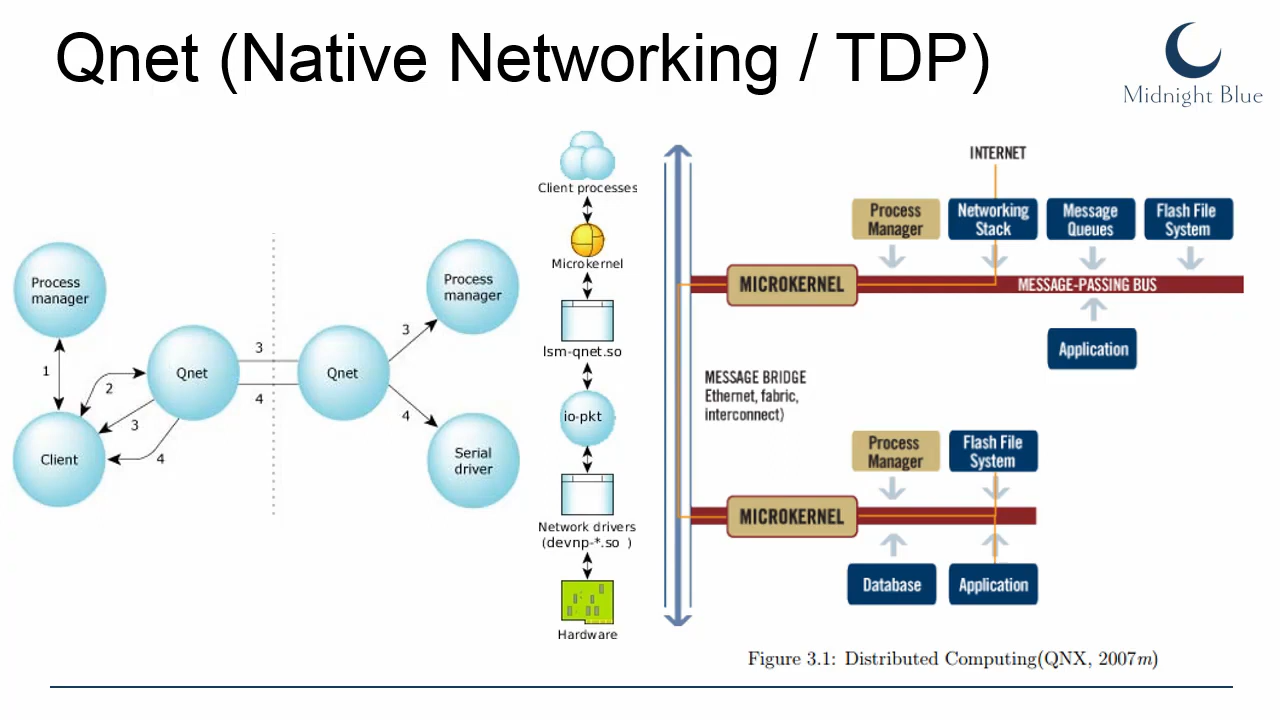 Qnet (Native Networking / TDP)
Midnight Blue
Process
manager
1
2
Qnet
3
4
Client
3
4
Qnet
3
4
Process
manager
Serial
driver
Client processes
Microkernel
lsm-qnet.so
io-pkt
Network drivers
(devnp-*.so )
Hardware
INTERNET
Process
Manager
Networking
Stack
Message
Queues
Flash File
System
MICROKERNEL
MESSAGE-PASSING BUS
Application
MESSAGE BRIDGE
Ethernet, fabric,
interconnect)
Process
Manager
Flash File
System
MICROKERNEL
Database
Application
Figure 3.1: Distributed Computing(QNX, 2007m)